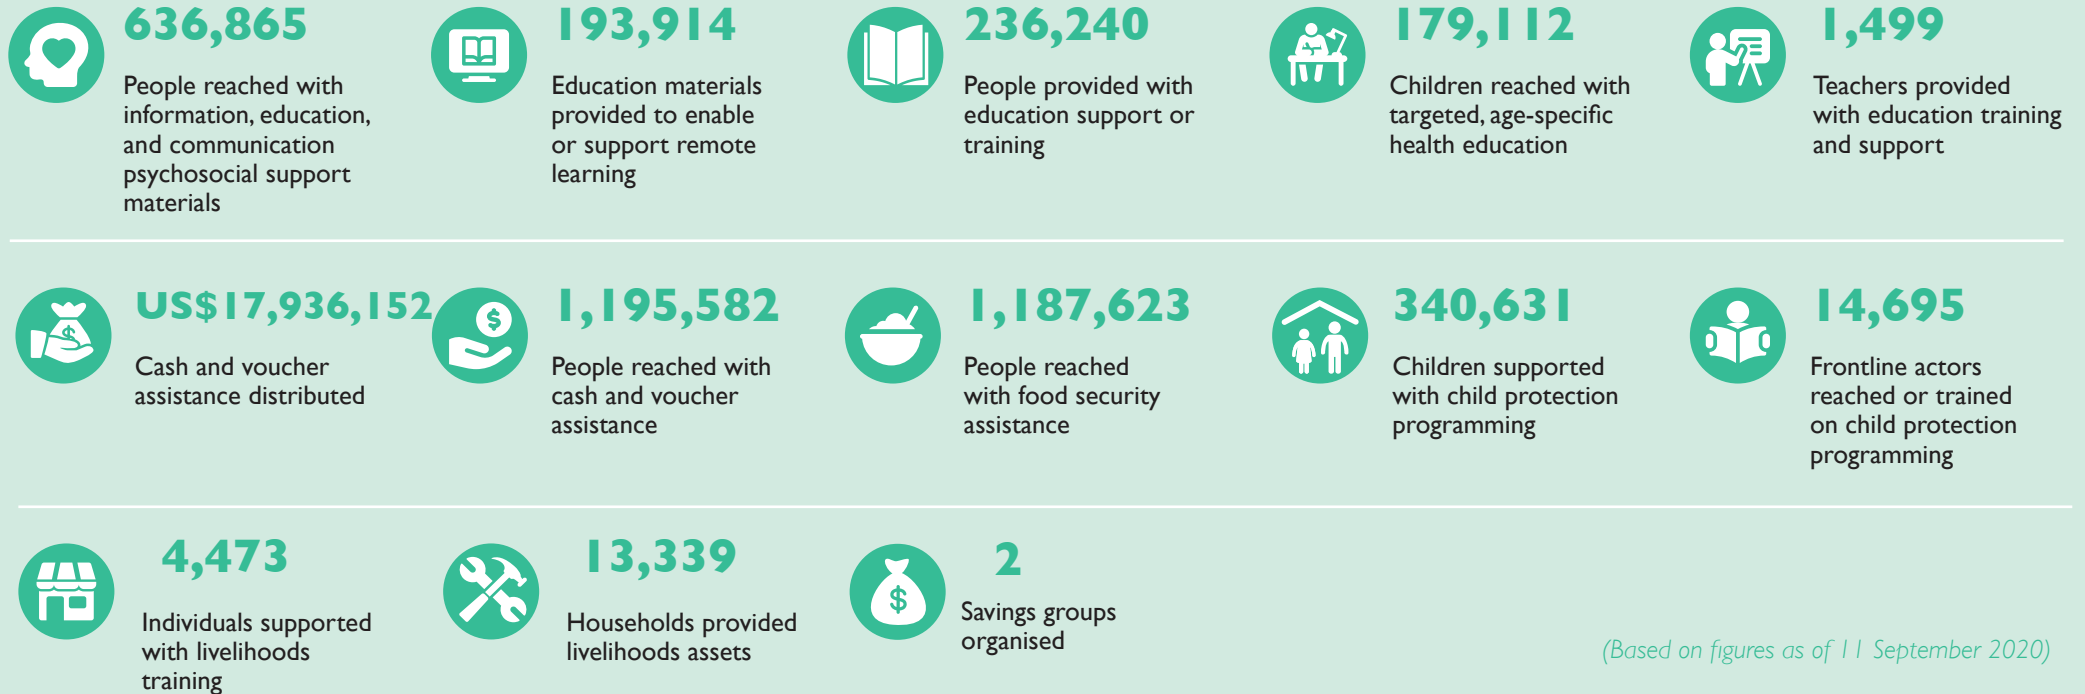 636,865
People reached with
information, education,
and communication
psychosocial support
materials
193,914
Education materials
provided to enable
or support remote
learning
236,240
People provided with
education support or
training
179,112
Children reached with
targeted, age-specific
health education
1,499
Teachers provided
with education training
and support
US$17,936,152
Cash and voucher
assistance distributed
$
$
1,195,582
People reached with
cash and voucher
assistance
1,187,623
People reached
with food security
assistance
340,631
Children supported
with child protection
programming
14,695
Frontline actors
reached or trained
on child protection
programming
4,473
Individuals supported
with livelihoods
training
13,339
Households provided
livelihoods assets
$
2
Savings groups
organised
(Based on figures as of 11 September 2020)